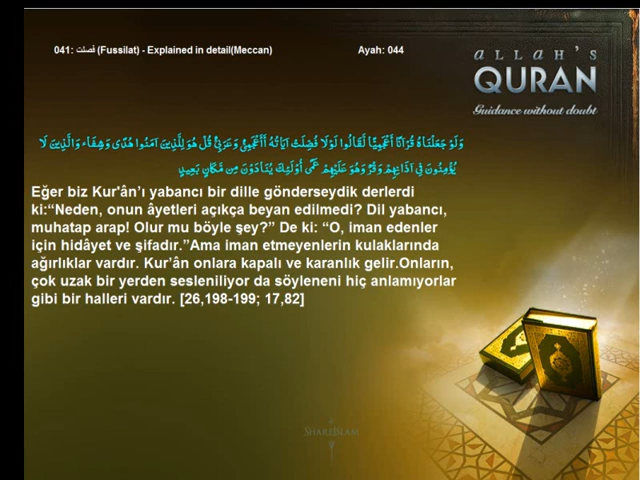 041: فصلت (Fussilat) - Explained in detail(Meccan) Ayah: 044
ALLAH'S
QURAN
Guidance without doubt
وَلَوْ جَعَلْنَاهُ قُرْآنًا أَعْجَمِيًّا لَقَالُوا لَوْلَا فُصِّلَتْ آيَاتُهُ أَأَعْجَمِيٌّ وَعَرَبِيٌّ قُلْ هُوَ لِلَّذِينَ آمَنُوا هُدًى وَشِفَاء وَالَّذِينَ لَا
يُؤْمِنُونَ فِي آذَانِهِمْ وَقْرٌ وَهُوَ عَلَيْهِمْ عَمًى أُوْلَئِكَ يُنَادَوْنَ مِن مَّكَانٍ بَعِيدٍ
Eğer biz Kur'ân’ı yabancı bir dille gönderseydik derlerdi
ki:“Neden, onun âyetleri açıkça beyan edilmedi? Dil yabancı,
muhatap arap! Olur mu böyle şey?” De ki: “O, iman edenler
için hidâyet ve şifadır.”Ama iman etmeyenlerin kulaklarında
ağırlıklar vardır. Kur’ân onlara kapalı ve karanlık gelir.Onların,
çok uzak bir yerden sesleniliyor da söyleneni hiç anlamıyorlar
gibi bir halleri vardır. [26,198-199; 17,82]
SHAREISLAM